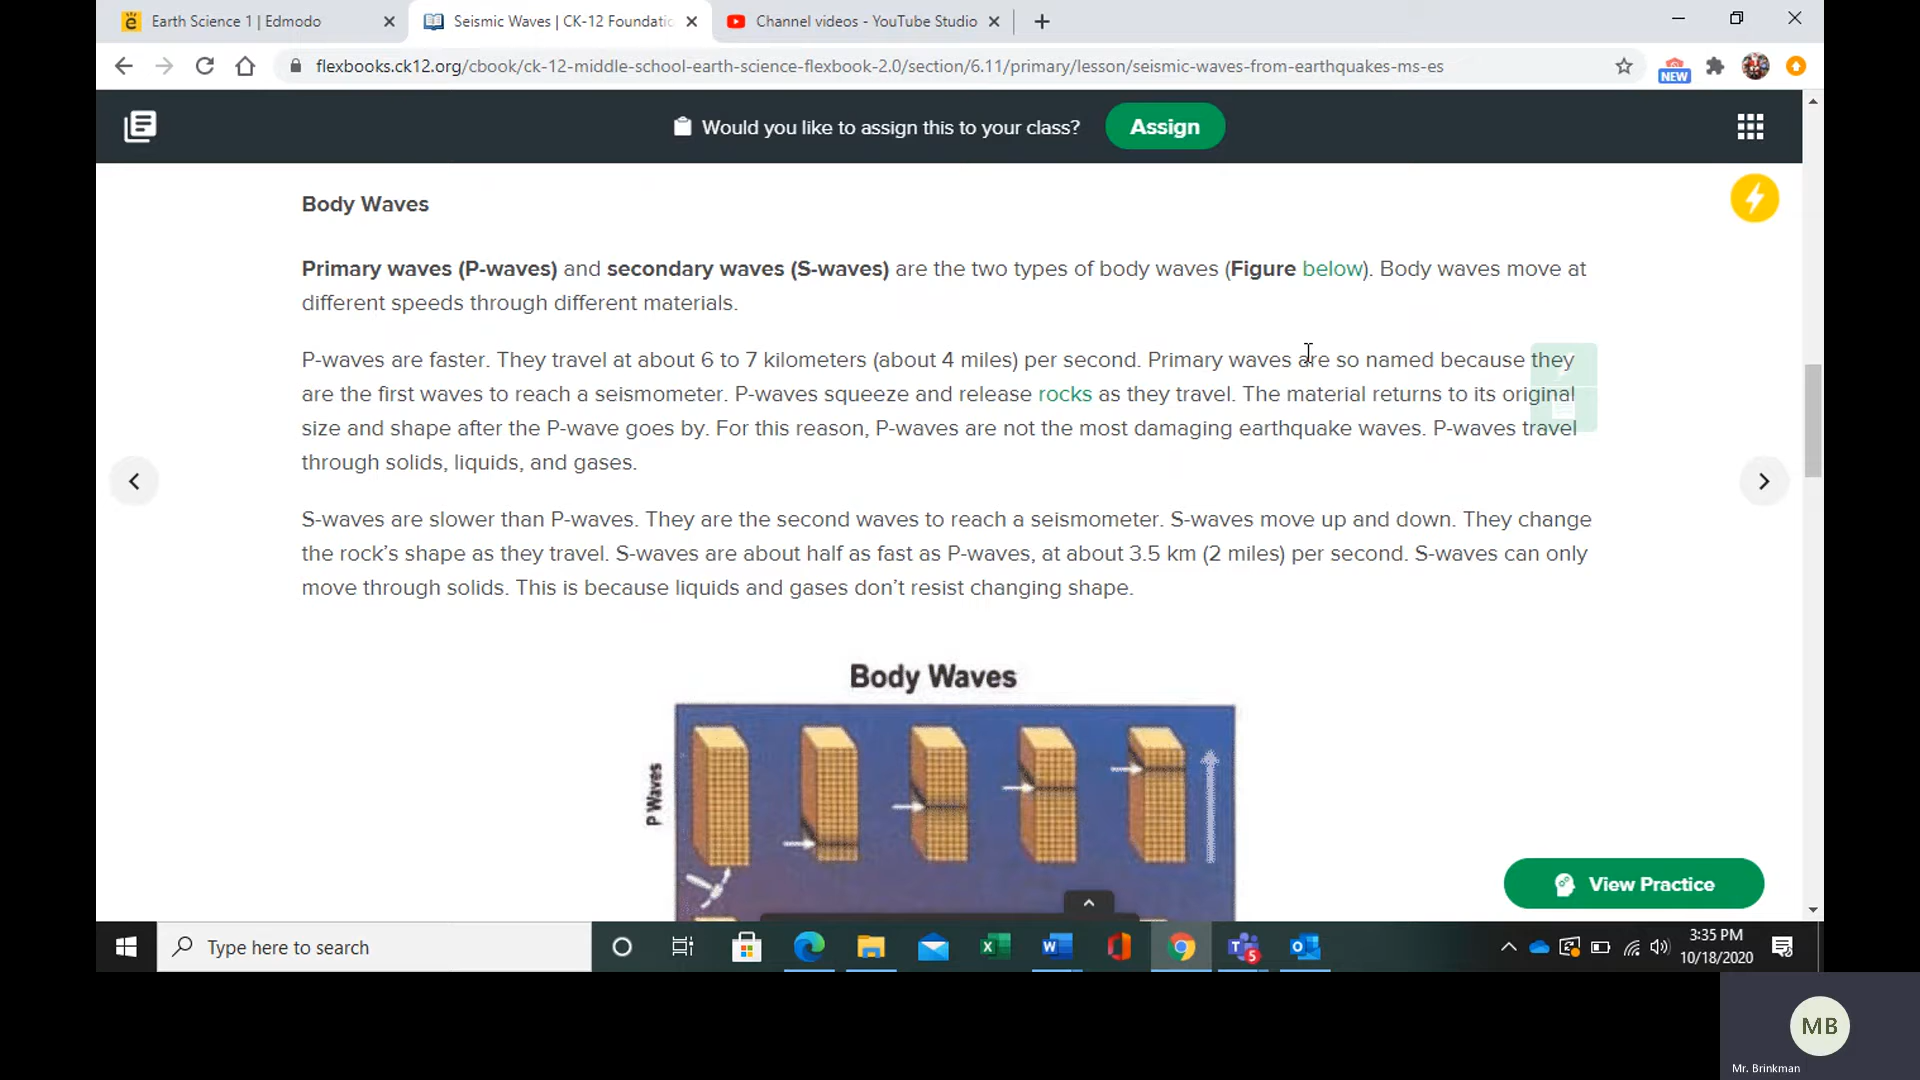 Earth Science 1 | Edmodo
Seismic Waves | CK-12 Foundatio
Channel videos - YouTube Studio
flexbooks.ck12.org/cbook/ck-12-middle-school-earth-science-flexbook-2.0/section/6.11/primary/lesson/seismic-waves-from-earthquakes-ms-es
NEW
Would you like to assign this to your class? Assign
Body Waves
Primary waves (P-waves) and secondary waves (S-waves) are the two types of body waves (Figure below). Body waves move at
different speeds through different materials.
P-waves are faster. They travel at about 6 to 7 kilometers (about 4 miles) per second. Primary waves are so named because they
are the first waves to reach a seismometer. P-waves squeeze and release rocks as they travel. The material returns to its original
size and shape after the P-wave goes by. For this reason, P-waves are not the most damaging earthquake waves. P-waves travel
through solids, liquids, and gases.
S-waves are slower than P-waves. They are the second waves to reach a seismometer. S-waves move up and down. They change
the rock's shape as they travel. S-waves are about half as fast as P-waves, at about 3.5 km (2 miles) per second. S-waves can only
move through solids. This is because liquids and gases don't resist changing shape.
Body Waves
P Waves
View Practice
Type here to search
5
3:35 PM
10/18/2020
MB
Mr. Brinkman